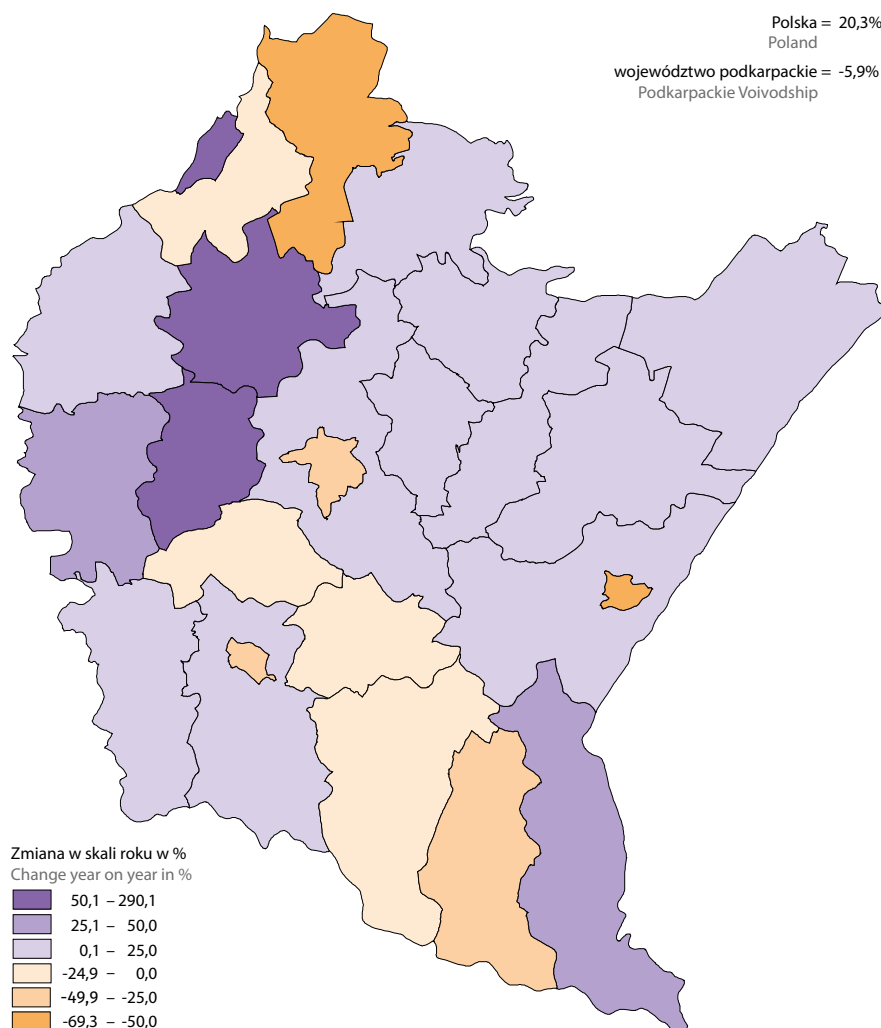 Polska = 20,3%
Poland
województwo podkarpackie = -5,9%
Podkarpackie Voivodship
Zmiana w skali roku w %
Change year on year in %
50,1 – 290,1
25,1 – 50,0
0,1 – 25,0
-24,9 – 0,0
-49,9 – -25,0
-69,3 – -50,0